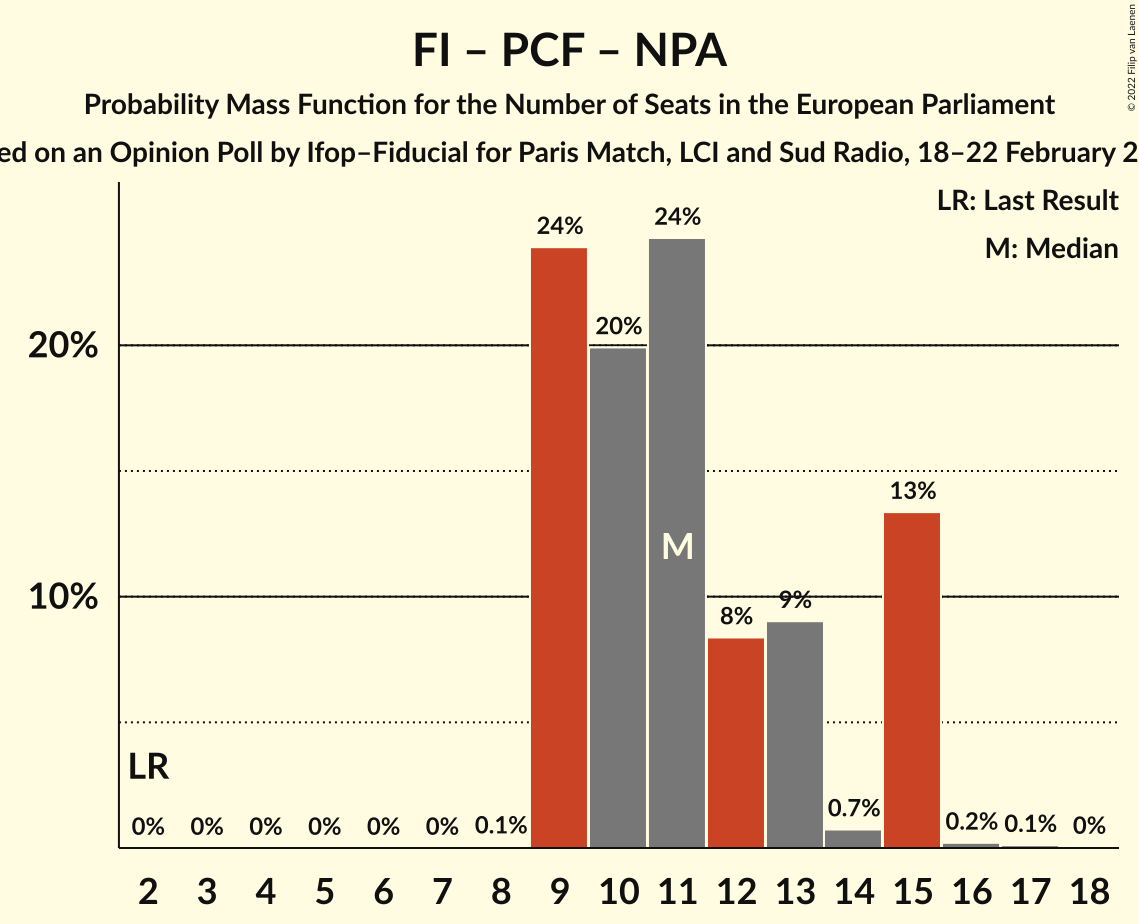 FI – PCF – NPA
Probability Mass Function for the Number of Seats in the European Parliament
on an Opinion Poll by Ifop–Fiducial for Paris Match, LCI and Sud Radio, 18–22 February
© 2022 Filip van Laenen
LR: Last Result
M: Median
24%
24%
20%
20%
13%
M
10%
9%
8%
LR
0% 0% 0% 0% 0% 0% 0.1% 0.7% 0.2% 0.1% 0%
2 3 4 5 6 7 8 9 10 11 12 13 14 15 16 17 18